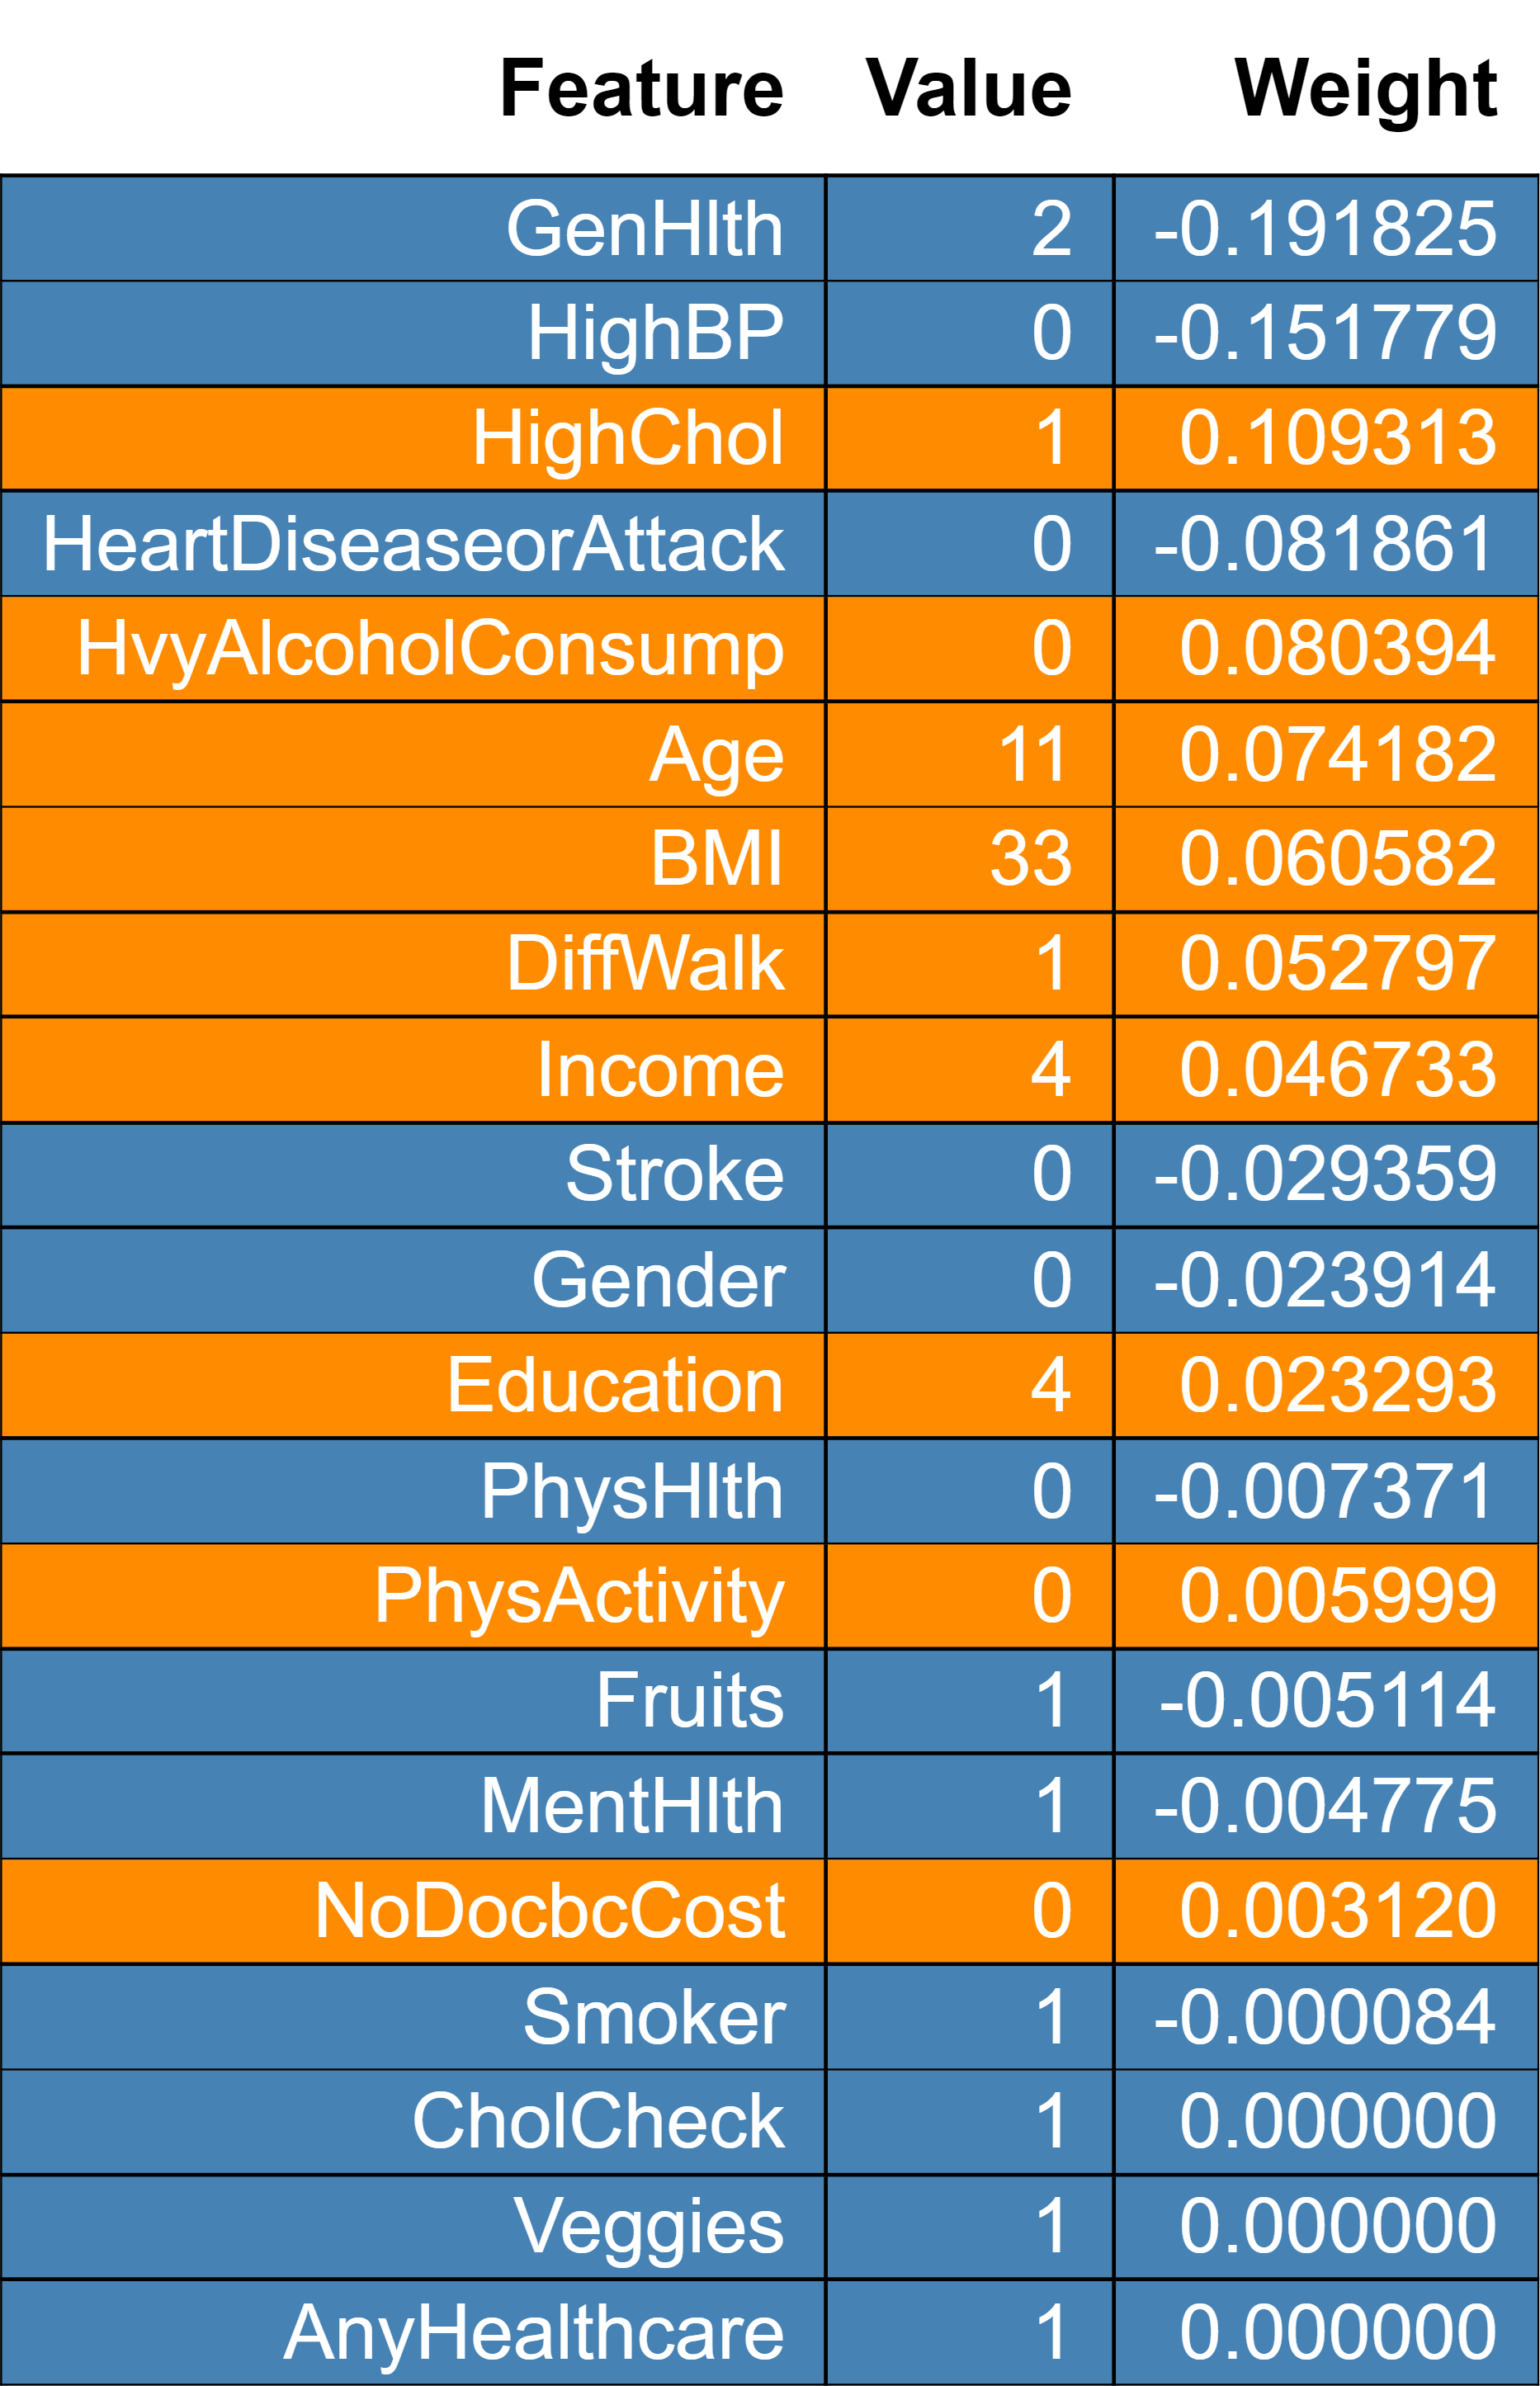 Feature Value Weight
GenHlth 2 -0.191825
HighBP 0 -0.151779
HighChol 1 0.109313
HeartDiseaseorAttack 0 -0.081861
HvyAlcoholConsump 0 0.080394
Age 11 0.074182
BMI 33 0.060582
DiffWalk 1 0.052797
Income 4 0.046733
Stroke 0 -0.029359
Gender 0 -0.023914
Education 4 0.023293
PhysHlth 0 -0.007371
PhysActivity 0 0.005999
Fruits 1 -0.005114
MentHlth 1 -0.004775
NoDocbcCost 0 0.003120
Smoker 1 -0.000084
CholCheck 1 0.000000
Veggies 1 0.000000
AnyHealthcare 1 0.000000